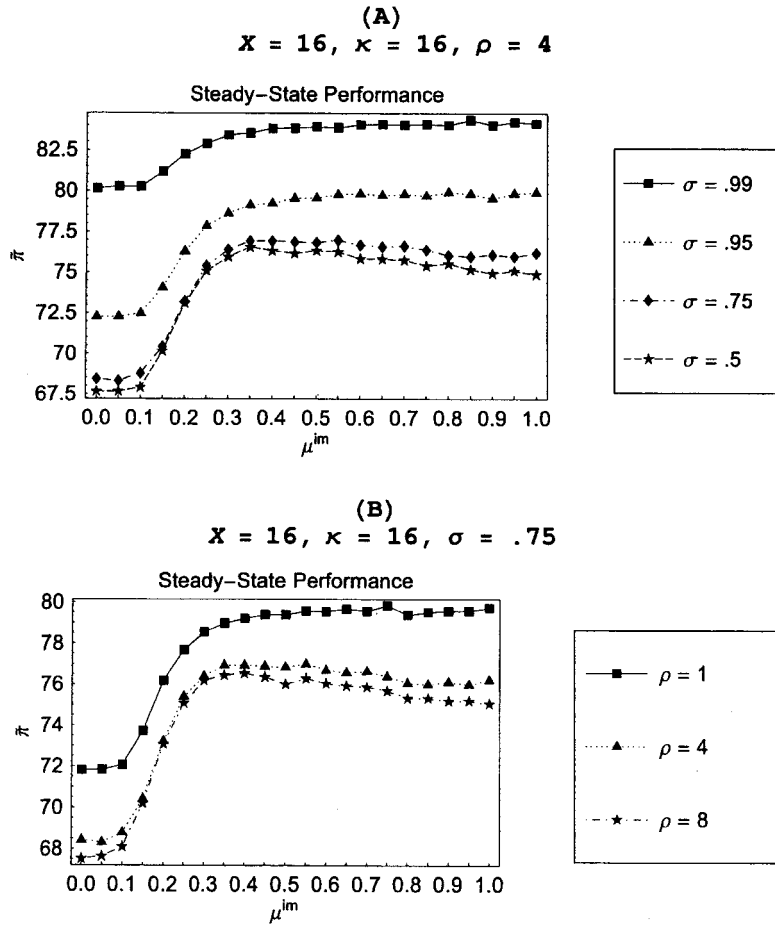 (A)
X = 16, κ = 16, ρ = 4
Steady–State Performance
82.5
80
77.5
75
72.5
70
67.5
π̄
0.0 0.1 0.2 0.3 0.4 0.5 0.6 0.7 0.8 0.9 1.0
μ^im
σ = .99
σ = .95
σ = .75
σ = .5
(B)
X = 16, κ = 16, σ = .75
Steady–State Performance
80
78
76
74
72
70
68
π̄
0.0 0.1 0.2 0.3 0.4 0.5 0.6 0.7 0.8 0.9 1.0
μ^im
ρ = 1
ρ = 4
ρ = 8